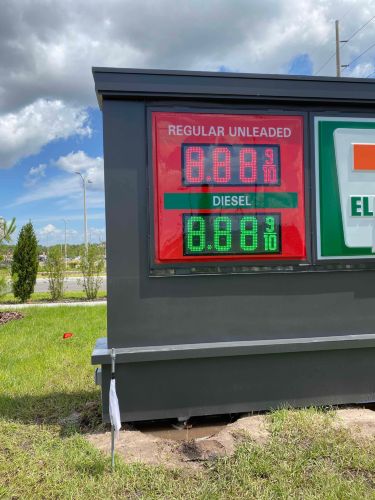 REGULAR UNLEADED
8.88 9/10
DIESEL
8.88 9/10
EL